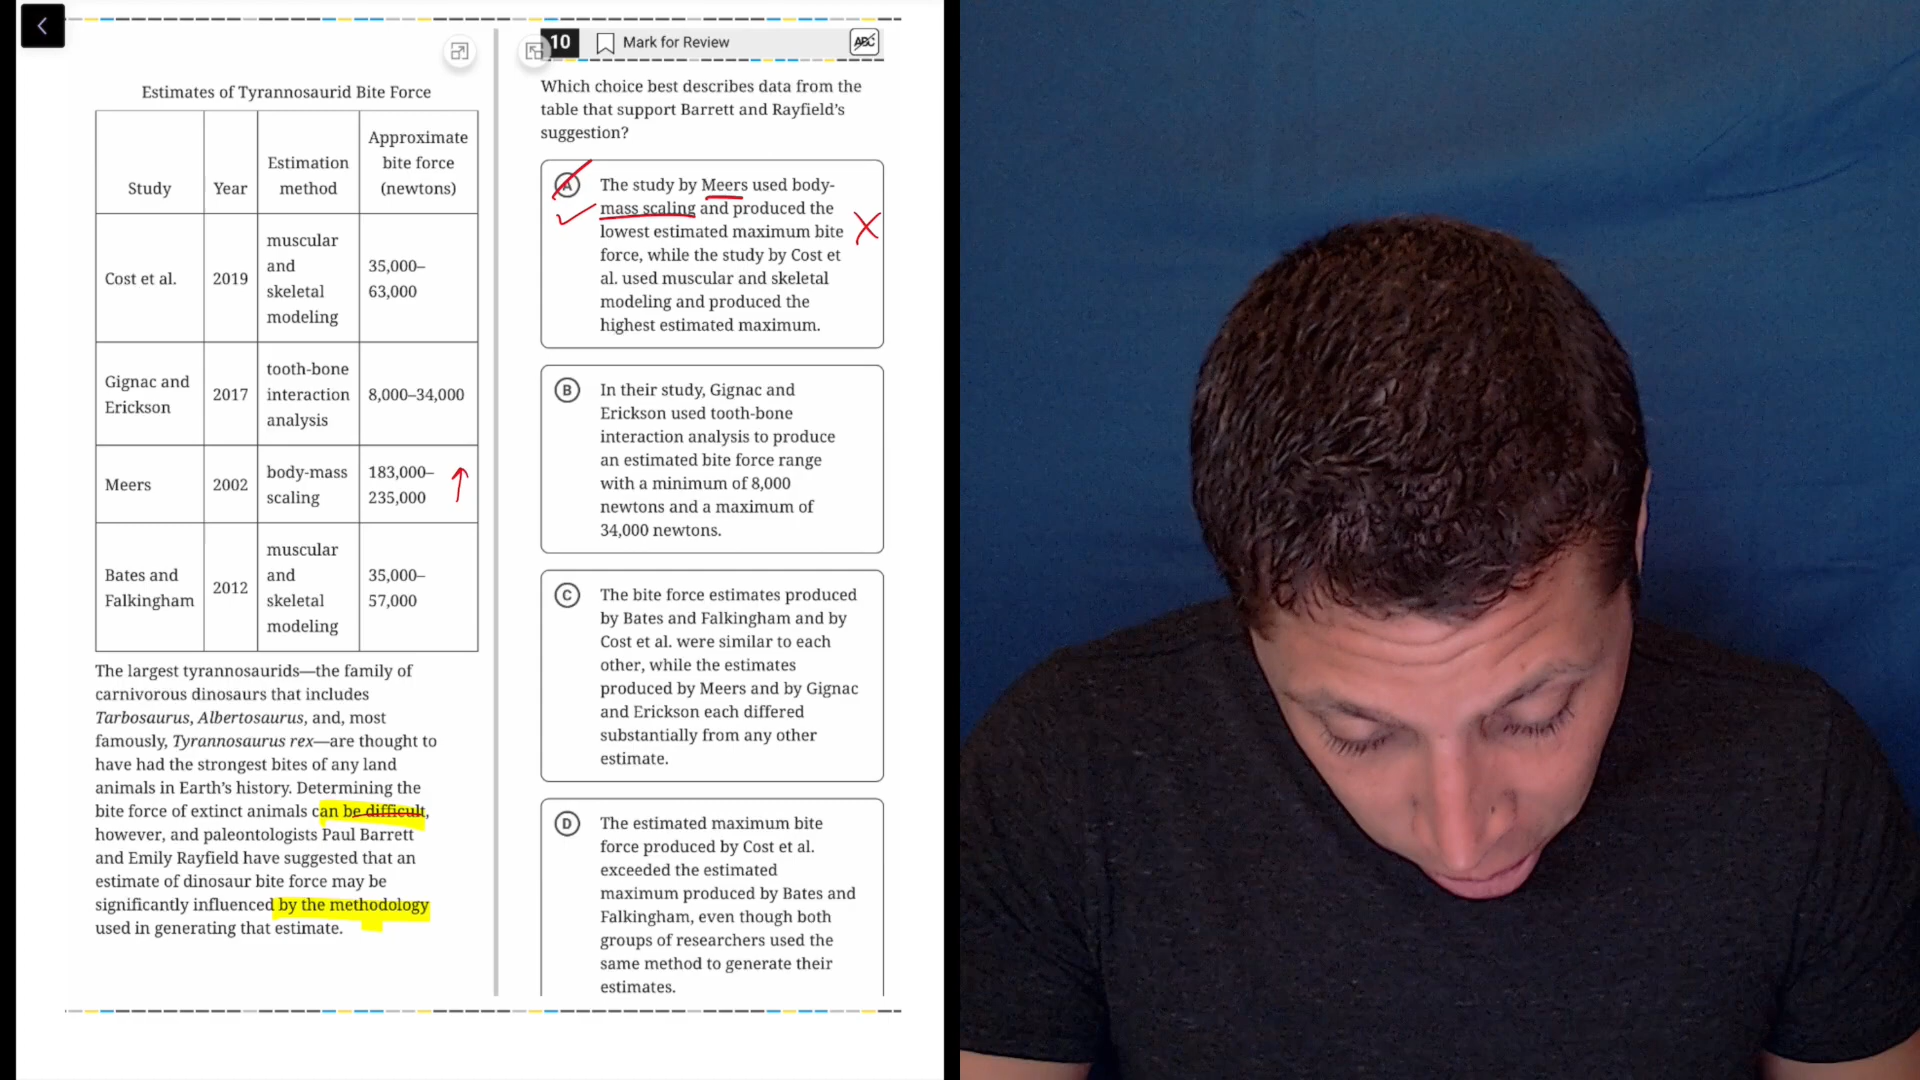 10 Mark for Review ABC
Estimates of Tyrannosaurid Bite Force
Study Year Estimation method Approximate bite force (newtons)
Cost et al. 2019 muscular and skeletal modeling 35,000–63,000
Gignac and Erickson 2017 tooth-bone interaction analysis 8,000–34,000
Meers 2002 body-mass scaling 183,000–235,000
Bates and Falkingham 2012 muscular and skeletal modeling 35,000–57,000
The largest tyrannosaurids—the family of
carnivorous dinosaurs that includes
Tarbosaurus, Albertosaurus, and, most
famously, Tyrannosaurus rex—are thought to
have had the strongest bites of any land
animals in Earth's history. Determining the
bite force of extinct animals can be difficult,
however, and paleontologists Paul Barrett
and Emily Rayfield have suggested that an
estimate of dinosaur bite force may be
significantly influenced by the methodology
used in generating that estimate.
Which choice best describes data from the
table that support Barrett and Rayfield's
suggestion?
A The study by Meers used body-
mass scaling and produced the
lowest estimated maximum bite
force, while the study by Cost et
al. used muscular and skeletal
modeling and produced the
highest estimated maximum.
B In their study, Gignac and
Erickson used tooth-bone
interaction analysis to produce
an estimated bite force range
with a minimum of 8,000
newtons and a maximum of
34,000 newtons.
C The bite force estimates produced
by Bates and Falkingham and by
Cost et al. were similar to each
other, while the estimates
produced by Meers and by Gignac
and Erickson each differed
substantially from any other
estimate.
D The estimated maximum bite
force produced by Cost et al.
exceeded the estimated
maximum produced by Bates and
Falkingham, even though both
groups of researchers used the
same method to generate their
estimates.